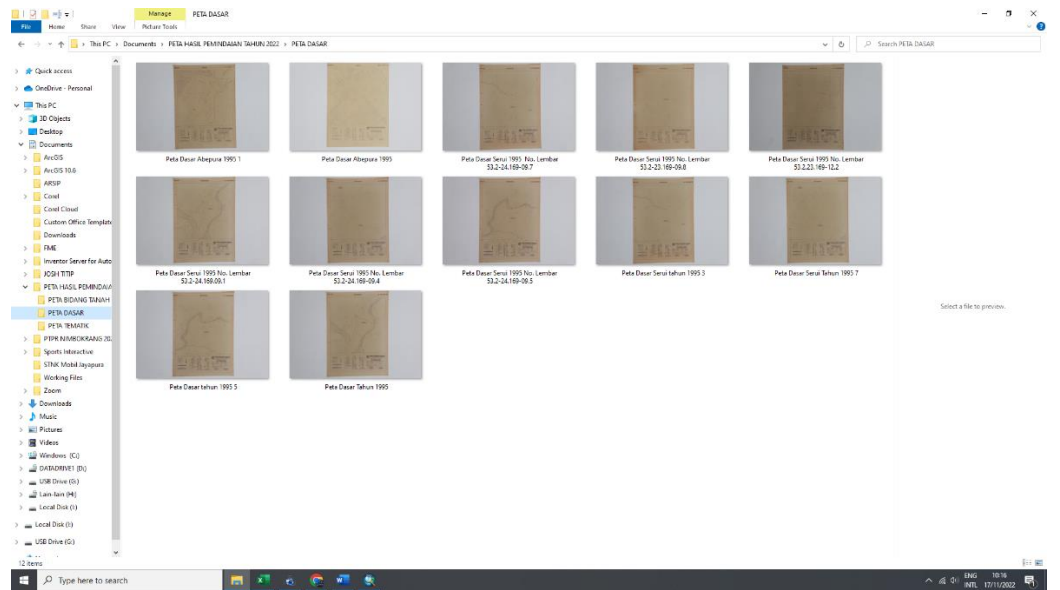 Manage
PETA DASAR
File
Home
Share
View
Picture Tools
This PC > Documents > PETA HASIL PEMINDAIAN TAHUN 2022 > PETA DASAR
Search PETA DASAR
Quick access
OneDrive - Personal
This PC
3D Objects
Desktop
Documents
ArcGIS
ArcGIS 10.6
ARSIP
Corel
Corel Cloud
Custom Office Template
Downloads
FME
Inventor Server for Auto
JOSH TITIP
PETA HASIL PEMINDAIA
PETA BIDANG TANAH
PETA DASAR
PETA TEMATIK
PTPR NIMBOKRANG 20
Sports Interactive
STNK Mobil Jayapura
Working Files
Zoom
Downloads
Music
Pictures
Videos
Windows (C:)
DATADRIVE1 (D:)
USB Drive (G:)
Lain-lain (H:)
Local Disk (I:)
Local Disk (I:)
USB Drive (G:)
12 items
Peta Dasar Abepura 1995 1
Peta Dasar Abepura 1995
Peta Dasar Serui 1995 No. Lembar
53.2-24.169-09.7
Peta Dasar Serui 1995 No. Lembar
53.2-23.169-09.8
Peta Dasar Serui 1995 No. Lembar
53.2.23.169-12.2
Peta Dasar Serui 1995 No. Lembar
53.2-24.169.09.1
Peta Dasar Serui 1995 No. Lembar
53.2-24.169-09.4
Peta Dasar Serui 1995 No. Lembar
53.2-24.169-09.5
Peta Dasar Serui tahun 1995 3
Peta Dasar Serui Tahun 1995 7
Peta Dasar tahun 1995 5
Peta Dasar Tahun 1995
Select a file to preview.
Type here to search
ENG
INTL
10:16
17/11/2022